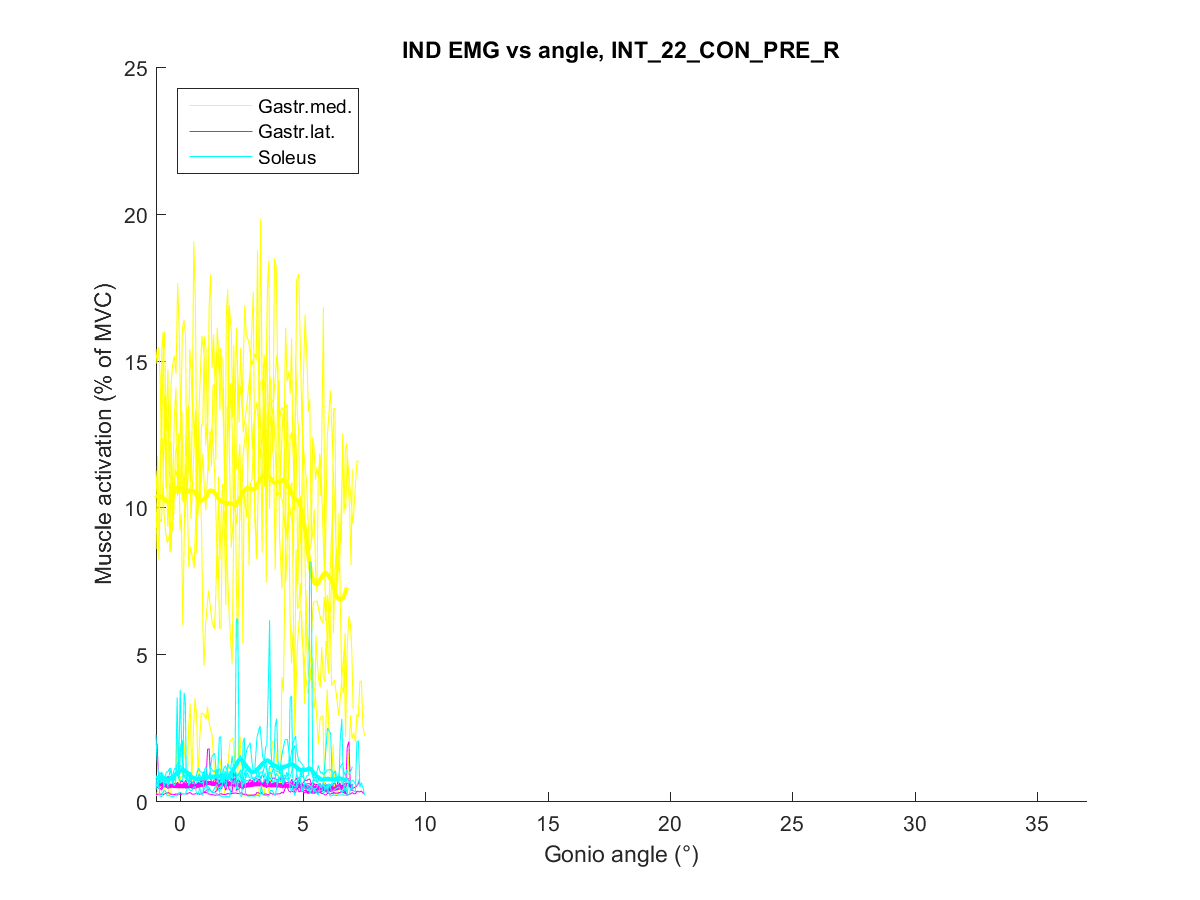 IND EMG vs angle, INT_22_CON_PRE_R
25
20
15
10
5
0
Muscle activation (% of MVC)
Gastr.med.
Gastr.lat.
Soleus
0 5 10 15 20 25 30 35
Gonio angle (°)